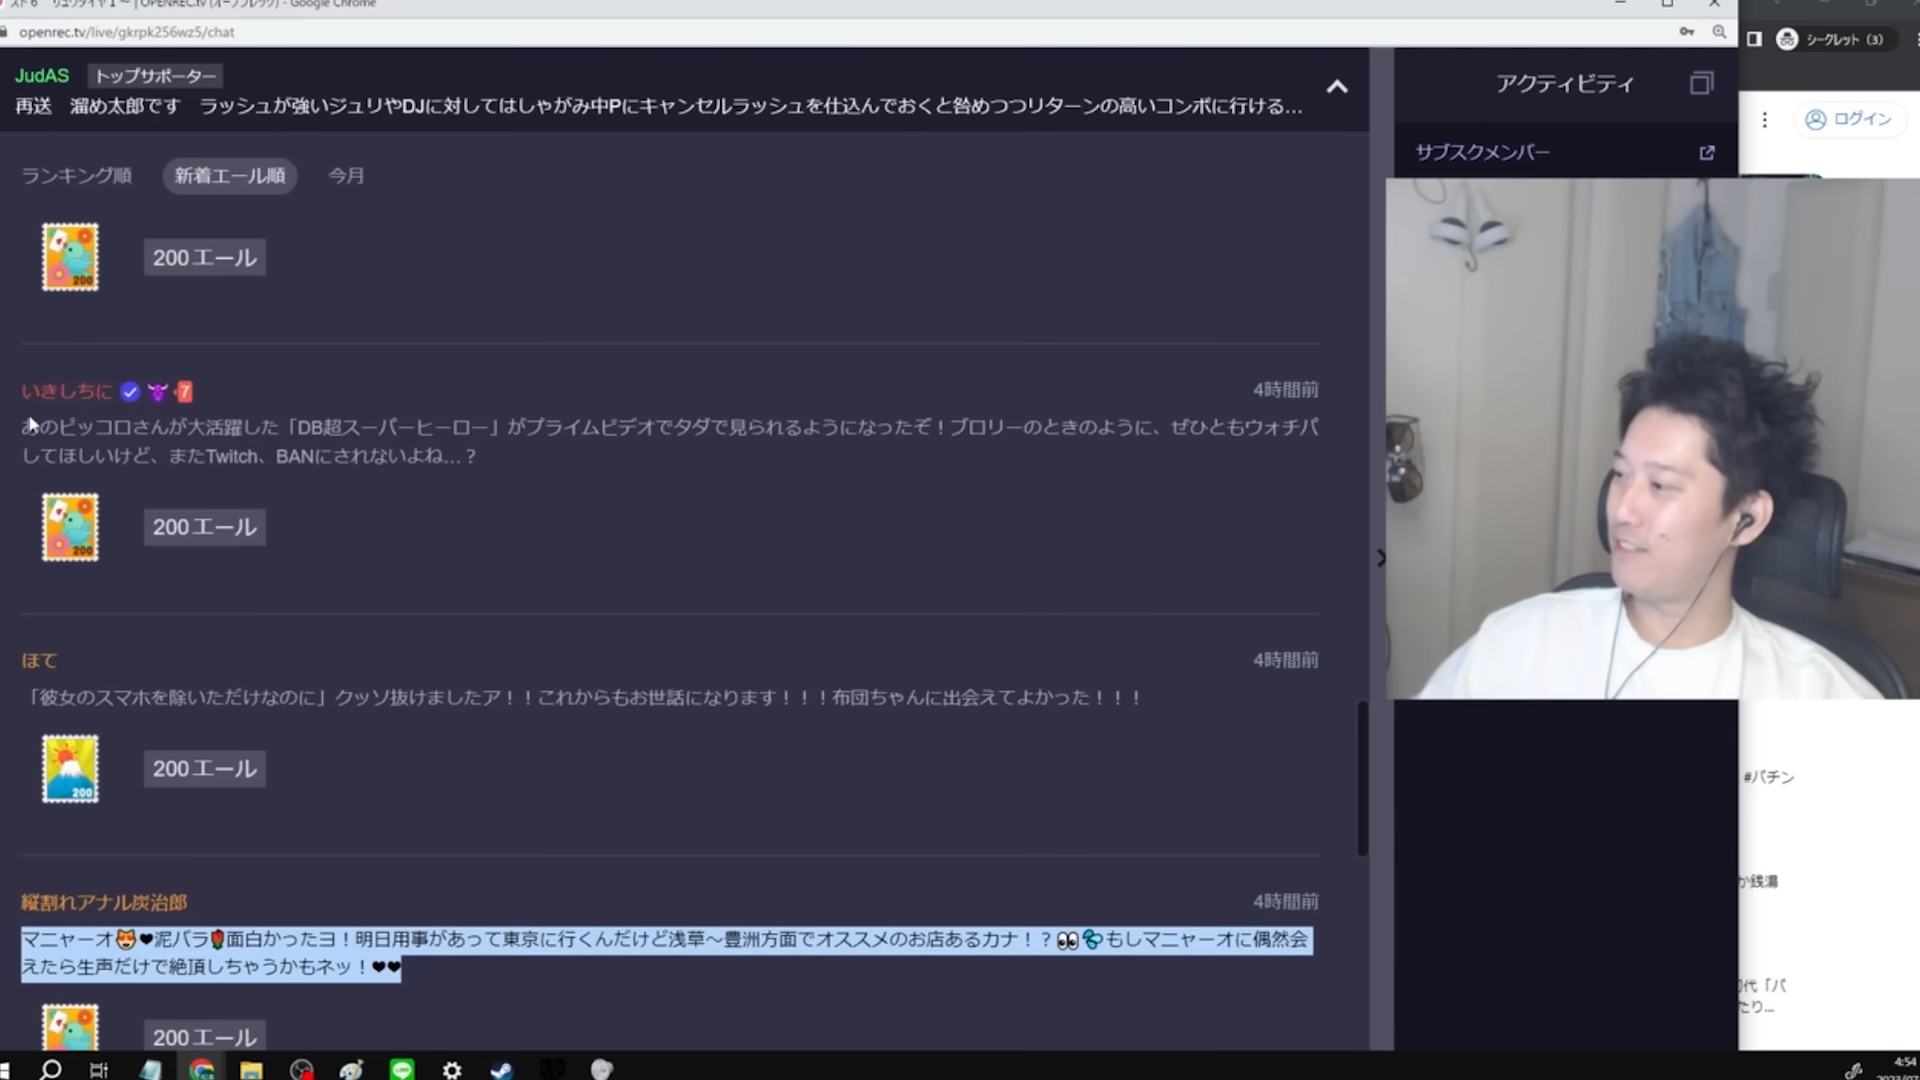 openrec.tv/live/gkrpk256wz5/chat
シークレット (3)
JudAS トップサポーター
再送　溜め太郎です　ラッシュが強いジュリやDJに対してはしゃがみ中Pにキャンセルラッシュを仕込んでおくと咎めつつリターンの高いコンボに行ける...
アクティビティ
ログイン
サブスクメンバー
ランキング順 新着エール順 今月
200
200エール
いきしちに 7 4時間前
あのピッコロさんが大活躍した「DB超スーパーヒーロー」がプライムビデオでタダで見られるようになったぞ！ブロリーのときのように、ぜひともウォチパ
してほしいけど、またTwitch、BANにされないよね...？
200
200エール
ほて 4時間前
「彼女のスマホを除いただけなのに」クッソ抜けましたア！！これからもお世話になります！！！布団ちゃんに出会えてよかった！！！
200
200エール
#パチン
か銭湯
縦割れアナル炭治郎 4時間前
マニャーオ😻❤泥バラ🌹面白かったヨ！明日用事があって東京に行くんだけど浅草〜豊洲方面でオススメのお店あるカナ！？👀💦もしマニャーオに偶然会
えたら生声だけで絶頂しちゃうかもネッ！❤❤
代「パ
たり...
200エール
4:54